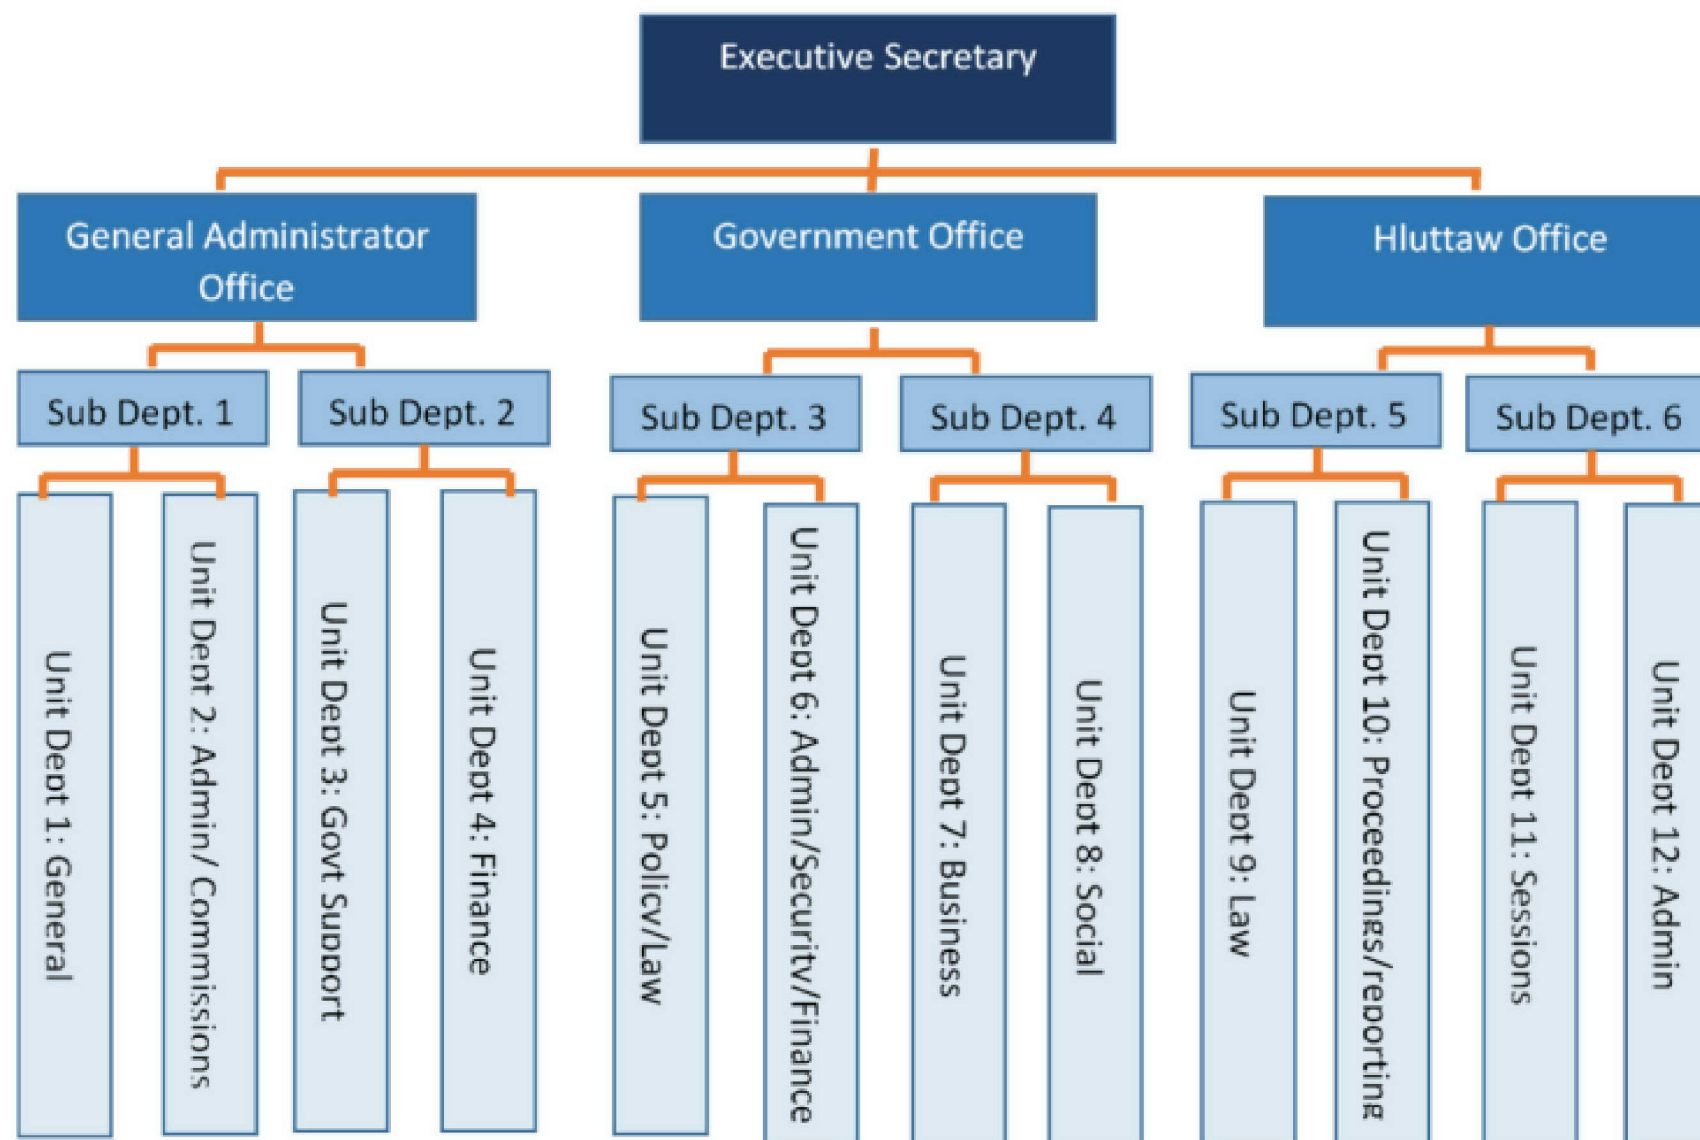 Executive Secretary
General Administrator
Office
Government Office
Hluttaw Office
Sub Dept. 1
Sub Dept. 2
Sub Dept. 3
Sub Dept. 4
Sub Dept. 5
Sub Dept. 6
Unit Dept 1: General
Unit Dept 2: Admin/ Commissions
Unit Dept 3: Govt Support
Unit Dept 4: Finance
Unit Dept 5: Policy/Law
Unit Dept 6: Admin/Security/Finance
Unit Dept 7: Business
Unit Dept 8: Social
Unit Dept 9: Law
Unit Dept 10: Proceedings/reporting
Unit Dept 11: Sessions
Unit Dept 12: Admin